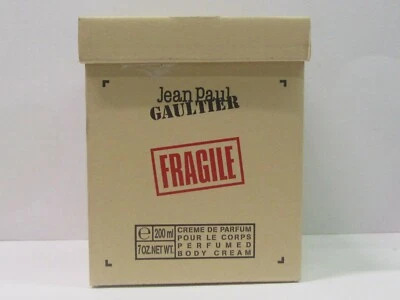 Jean Paul
GAULTIER
FRAGILE
e 200 ml
7 OZ. NET WT.
CREME DE PARFUM
POUR LE CORPS
PERFUMED
BODY CREAM